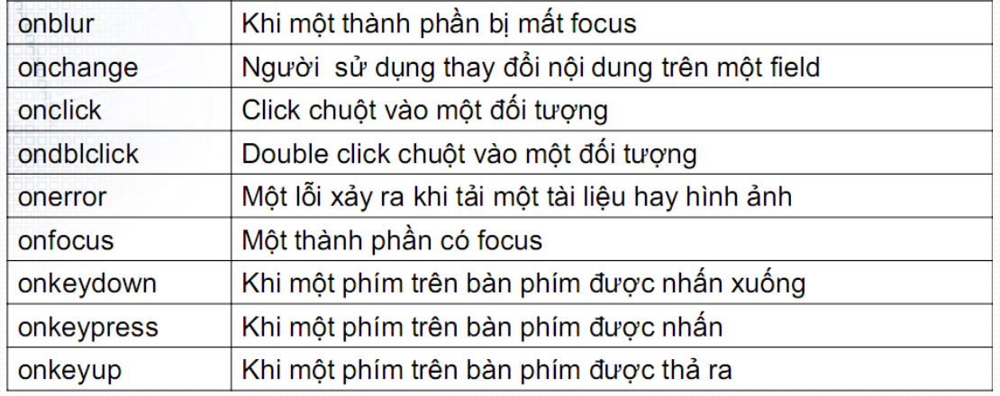 onblur Khi một thành phần bị mất focus
onchange Người sử dụng thay đổi nội dung trên một field
onclick Click chuột vào một đối tượng
ondblclick Double click chuột vào một đối tượng
onerror Một lỗi xảy ra khi tải một tài liệu hay hình ảnh
onfocus Một thành phần có focus
onkeydown Khi một phím trên bàn phím được nhấn xuống
onkeypress Khi một phím trên bàn phím được nhấn
onkeyup Khi một phím trên bàn phím được thả ra